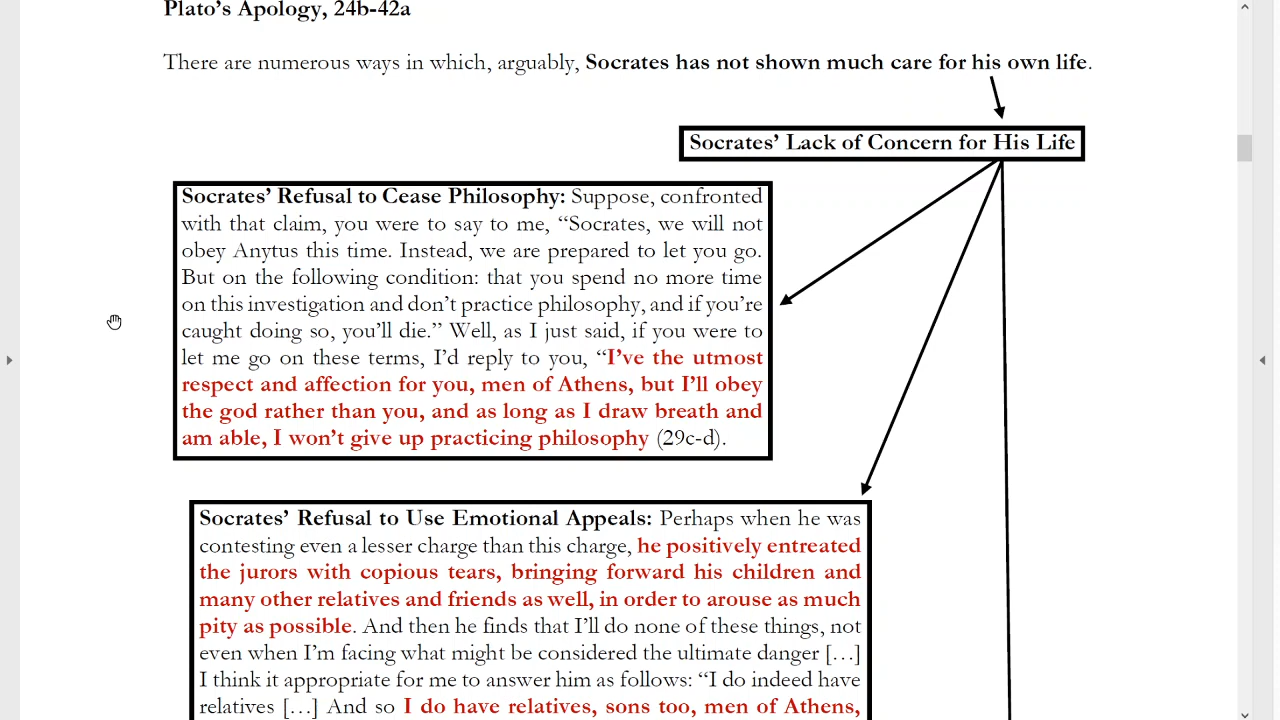 Plato’s Apology, 24b-42a
There are numerous ways in which, arguably, Socrates has not shown much care for his own life.
Socrates’ Lack of Concern for His Life
Socrates’ Refusal to Cease Philosophy: Suppose, confronted
with that claim, you were to say to me, “Socrates, we will not
obey Anytus this time. Instead, we are prepared to let you go.
But on the following condition: that you spend no more time
on this investigation and don’t practice philosophy, and if you’re
caught doing so, you’ll die.” Well, as I just said, if you were to
let me go on these terms, I’d reply to you, “I’ve the utmost
respect and affection for you, men of Athens, but I’ll obey
the god rather than you, and as long as I draw breath and
am able, I won’t give up practicing philosophy (29c-d).
Socrates’ Refusal to Use Emotional Appeals: Perhaps when he was
contesting even a lesser charge than this charge, he positively entreated
the jurors with copious tears, bringing forward his children and
many other relatives and friends as well, in order to arouse as much
pity as possible. And then he finds that I’ll do none of these things, not
even when I’m facing what might be considered the ultimate danger […]
I think it appropriate for me to answer him as follows: “I do indeed have
relatives […] And so I do have relatives, sons too, men of Athens,